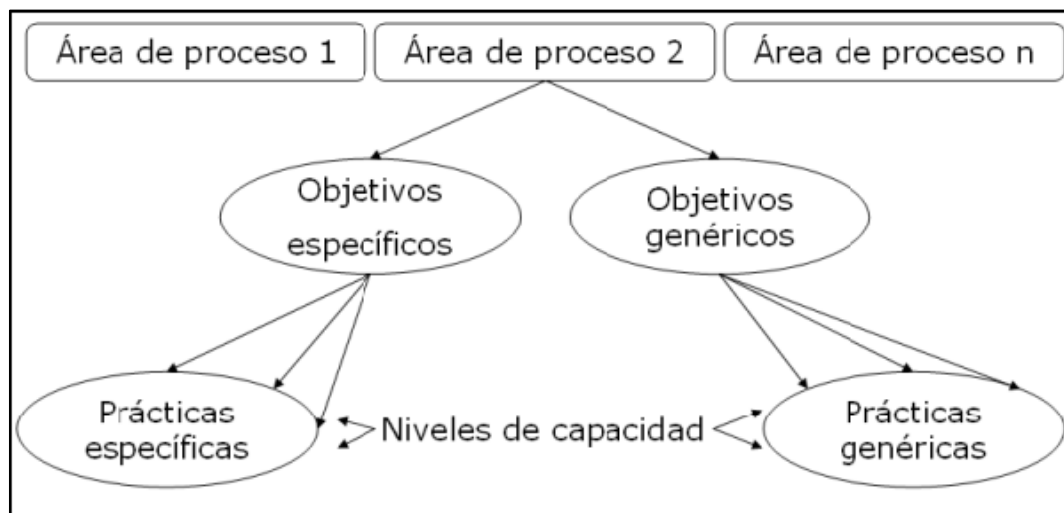 Área de proceso 1
Área de proceso 2
Área de proceso n
Objetivos
específicos
Objetivos
genéricos
Prácticas
específicas
Niveles de capacidad
Prácticas
genéricas